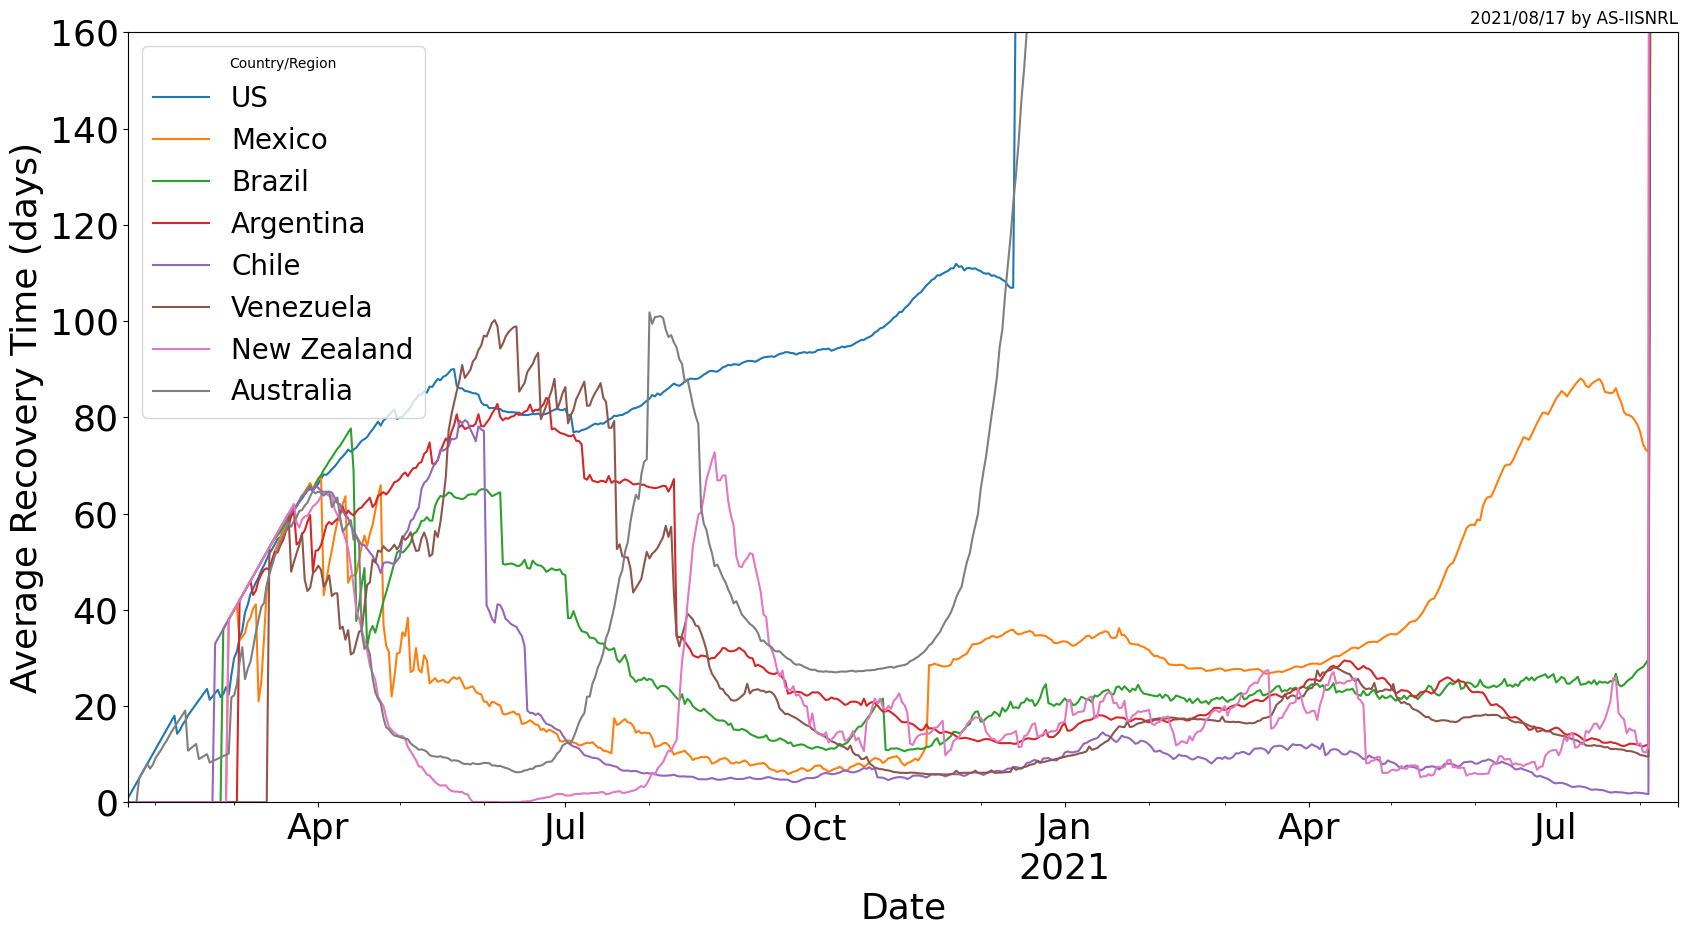 2021/08/17 by AS-IISNRL
160
140
120
100
80
60
40
20
0
Average Recovery Time (days)
Country/Region
US
Mexico
Brazil
Argentina
Chile
Venezuela
New Zealand
Australia
Apr
Jul
Oct
Jan
2021
Apr
Jul
Date